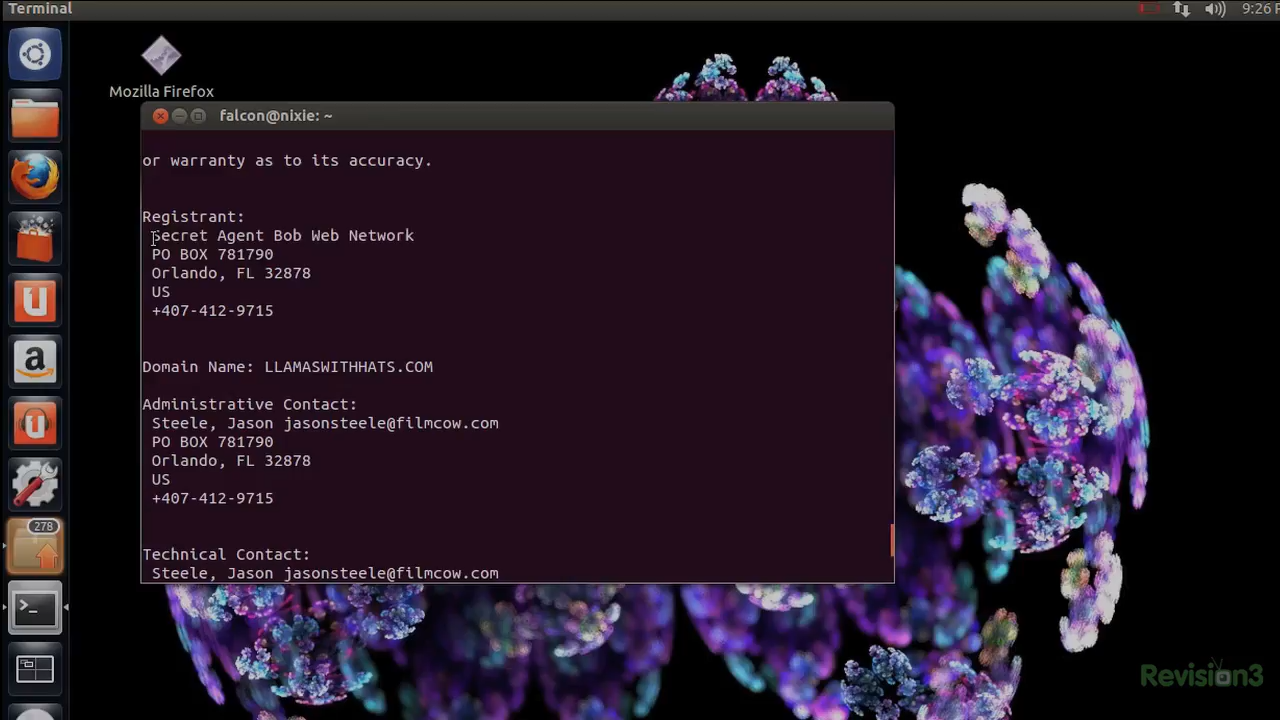 Terminal
9:26
Mozilla Firefox
falcon@nixie: ~
or warranty as to its accuracy.
Registrant:
Secret Agent Bob Web Network
PO BOX 781790
Orlando, FL 32878
US
+407-412-9715
Domain Name: LLAMASWITHHATS.COM
Administrative Contact:
Steele, Jason jasonsteele@filmcow.com
PO BOX 781790
Orlando, FL 32878
US
+407-412-9715
Technical Contact:
Steele, Jason jasonsteele@filmcow.com
278
>_
Revision3